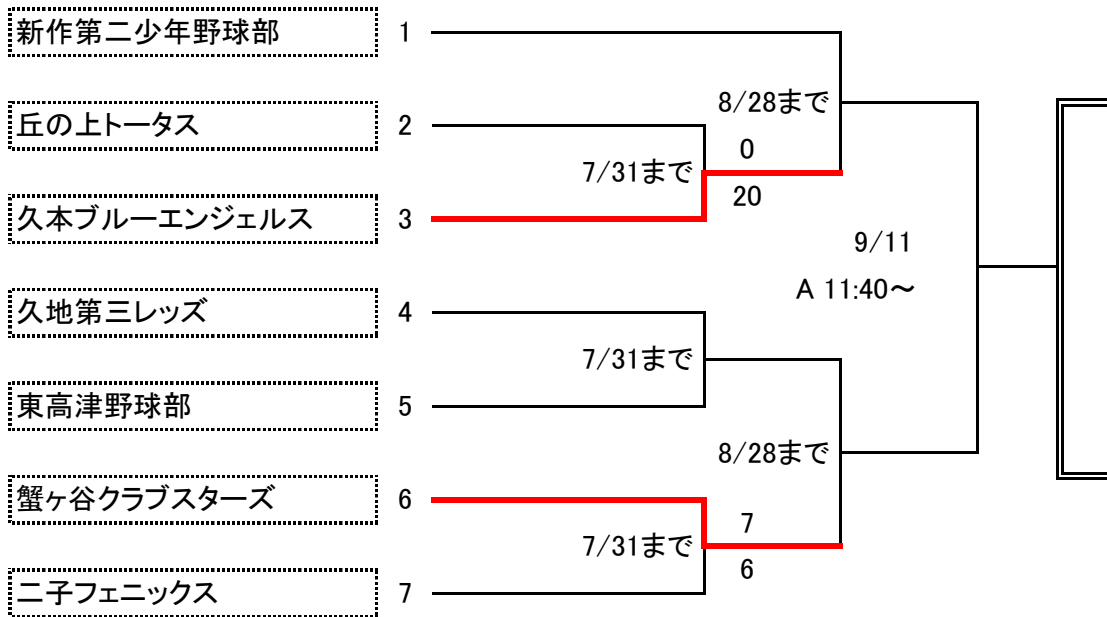 新作第二少年野球部 1
8/28まで
丘の上トータス 2
0
7/31まで
20
久本ブルーエンジェルス 3
9/11
A 11:40～
久地第三レッズ 4
7/31まで
東高津野球部 5
8/28まで
蟹ヶ谷クラブスターズ 6
7
7/31まで
6
二子フェニックス 7